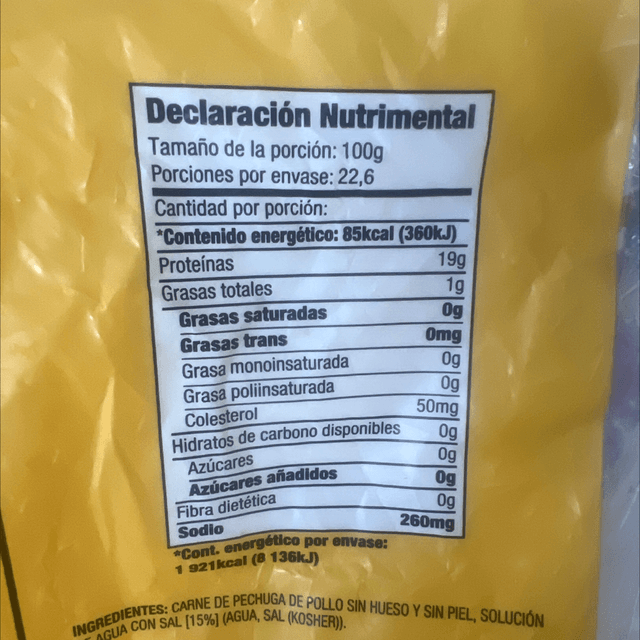 Declaración Nutrimental
Tamaño de la porción: 100g
Porciones por envase: 22,6
Cantidad por porción:
*Contenido energético: 85kcal (360kJ)
Proteínas 19g
Grasas totales 1g
Grasas saturadas 0g
Grasas trans 0mg
Grasa monoinsaturada 0g
Grasa poliinsaturada 0g
Colesterol 50mg
Hidratos de carbono disponibles 0g
Azúcares 0g
Azúcares añadidos 0g
Fibra dietética 0g
Sodio 260mg
*Cont. energético por envase:
1 921kcal (8 136kJ)
INGREDIENTES: CARNE DE PECHUGA DE POLLO SIN HUESO Y SIN PIEL, SOLUCIÓN
AGUA CON SAL [15%] (AGUA, SAL (KOSHER)).